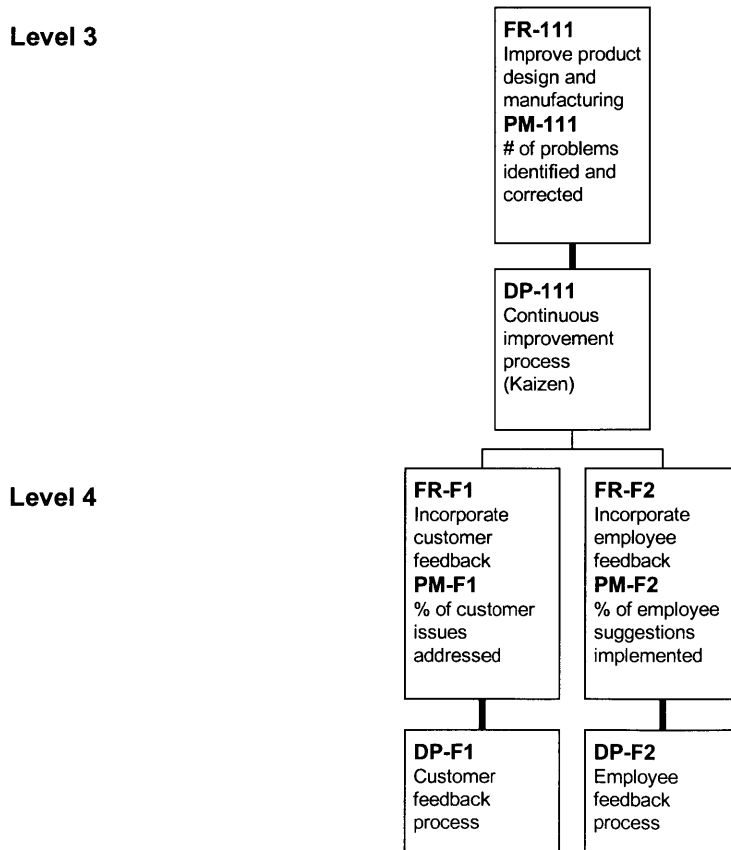 Level 3
FR-111
Improve product
design and
manufacturing
PM-111
# of problems
identified and
corrected
DP-111
Continuous
improvement
process
(Kaizen)
Level 4
FR-F1
Incorporate
customer
feedback
PM-F1
% of customer
issues
addressed
FR-F2
Incorporate
employee
feedback
PM-F2
% of employee
suggestions
implemented
DP-F1
Customer
feedback
process
DP-F2
Employee
feedback
process